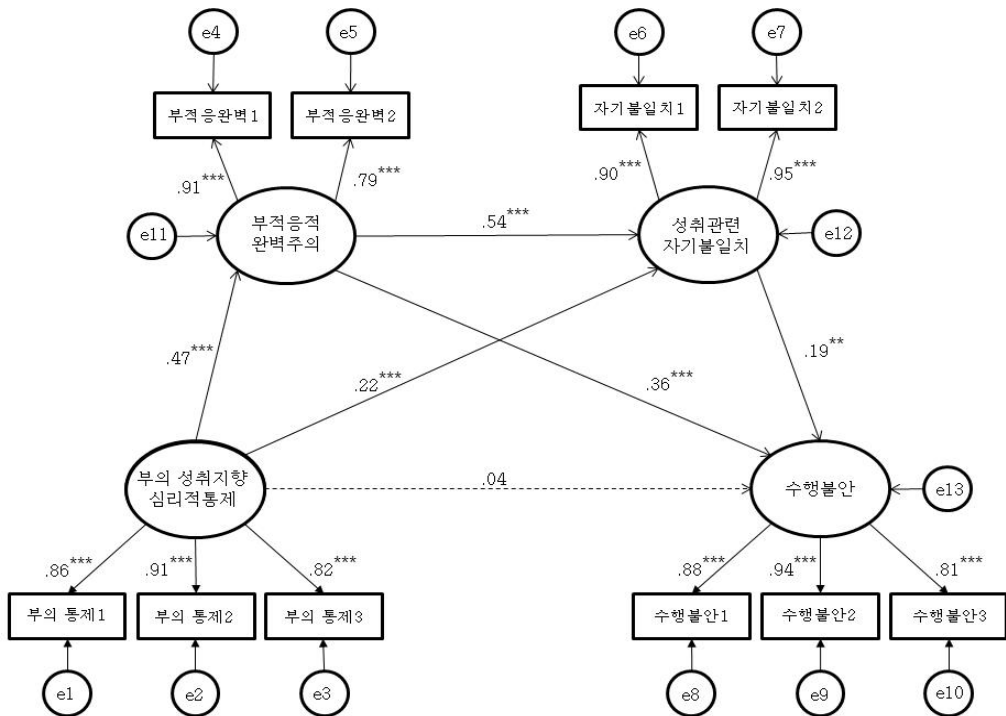 e4
e5
e6
e7
부적응완벽1
부적응완벽2
자기불일치1
자기불일치2
.91***
.79***
.90***
.95***
e11
부적응적
완벽주의
.54***
성취관련
자기불일치
e12
.47***
.22***
.36***
.19**
부의 성취지향
심리적통제
.04
수행불안
e13
.86***
.91***
.82***
.88***
.94***
.81***
부의 통제1
부의 통제2
부의 통제3
수행불안1
수행불안2
수행불안3
e1
e2
e3
e8
e9
e10